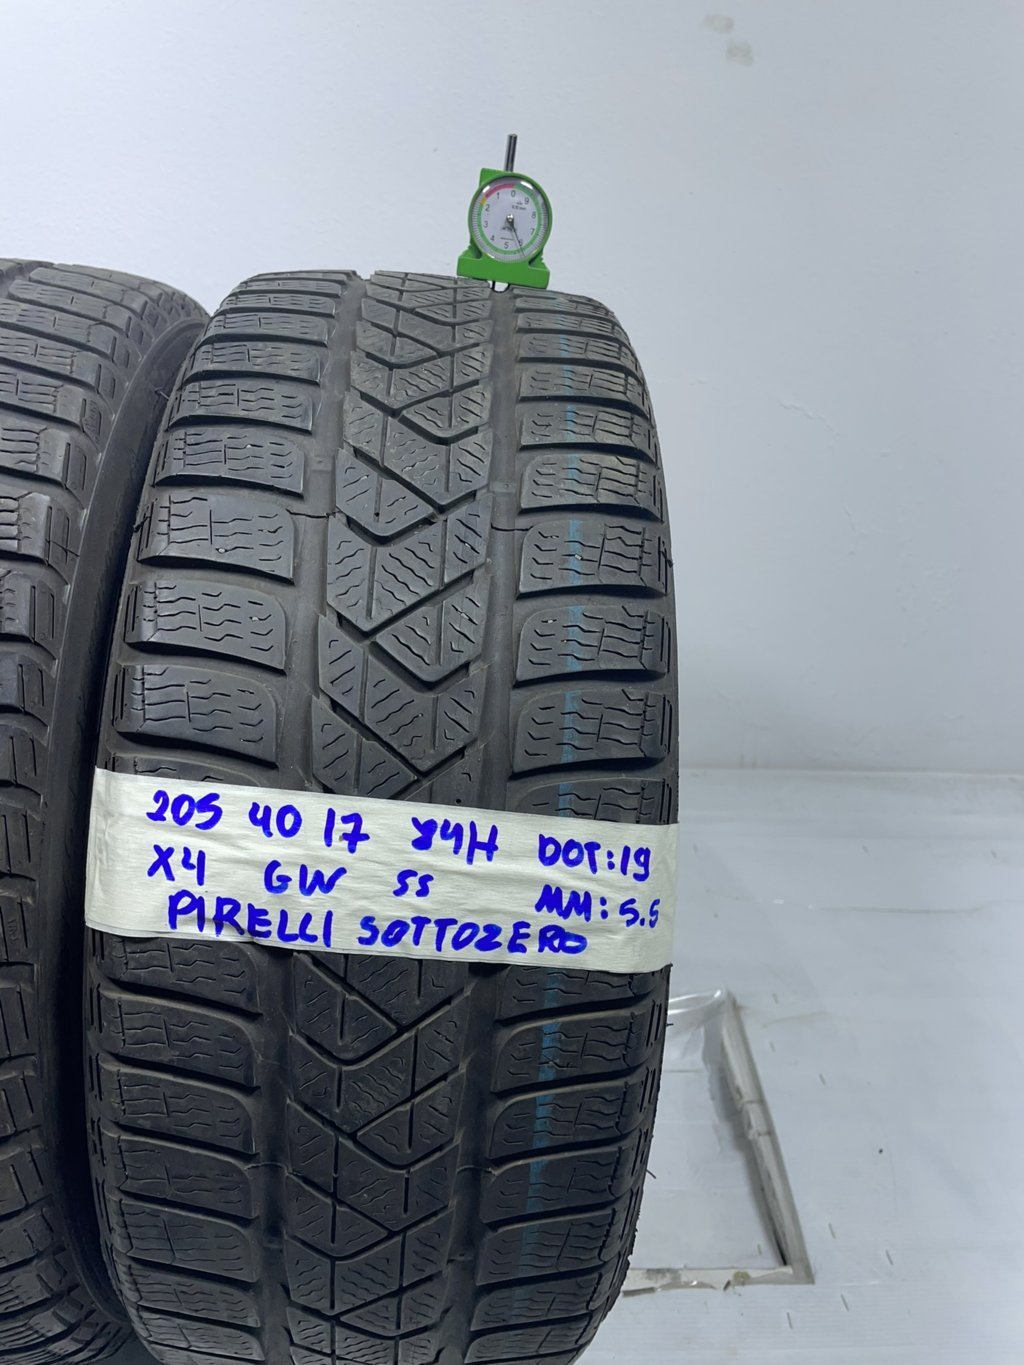 205 40 17 84H DOT:19
X4 GW SS MM: 5.5
PIRELLI SOTTOZERO